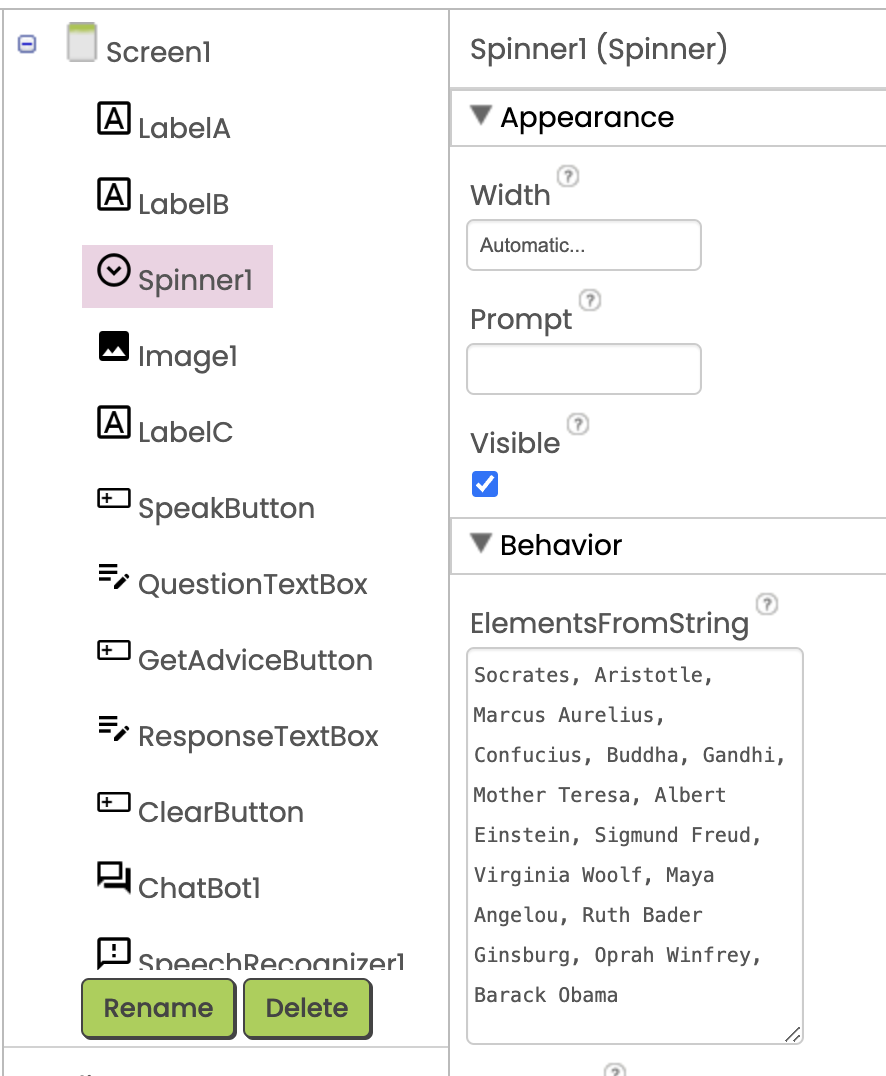 Screen1
LabelA
LabelB
Spinner1
Image1
LabelC
SpeakButton
QuestionTextBox
GetAdviceButton
ResponseTextBox
ClearButton
ChatBot1
SpeechRecognizer1
Rename
Delete
Spinner1 (Spinner)
Appearance
Width ?
Automatic...
Prompt ?
Visible ?
Behavior
ElementsFromString ?
Socrates, Aristotle,
Marcus Aurelius,
Confucius, Buddha, Gandhi,
Mother Teresa, Albert
Einstein, Sigmund Freud,
Virginia Woolf, Maya
Angelou, Ruth Bader
Ginsburg, Oprah Winfrey,
Barack Obama
?